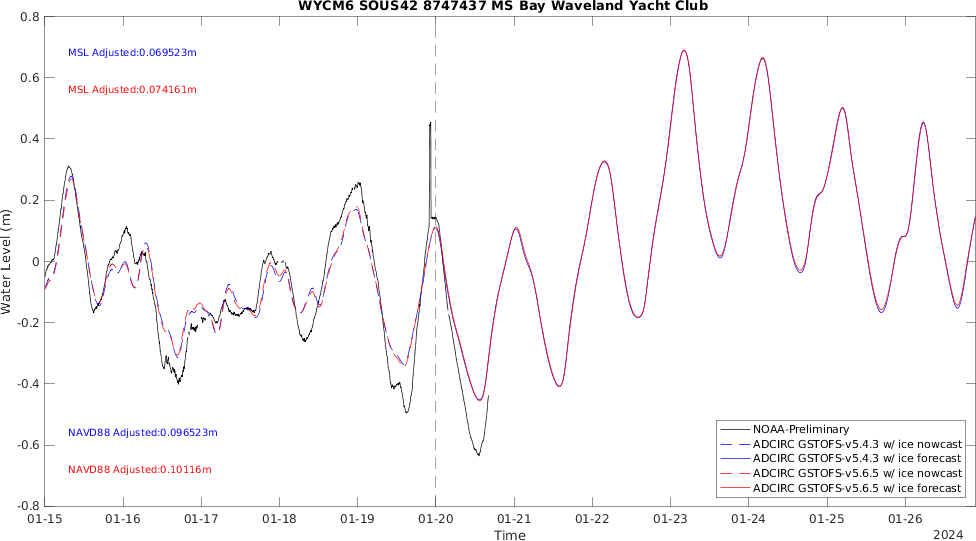 WYCM6 SOUS42 8747437 MS Bay Waveland Yacht Club
0.8
0.6
0.4
0.2
0
-0.2
-0.4
-0.6
-0.8
Water Level (m)
MSL Adjusted:0.069523m
MSL Adjusted:0.074161m
NAVD88 Adjusted:0.096523m
NAVD88 Adjusted:0.10116m
NOAA-Preliminary
ADCIRC GSTOFS-v5.4.3 w/ ice nowcast
ADCIRC GSTOFS-v5.4.3 w/ ice forecast
ADCIRC GSTOFS-v5.6.5 w/ ice nowcast
ADCIRC GSTOFS-v5.6.5 w/ ice forecast
01-15 01-16 01-17 01-18 01-19 01-20 01-21 01-22 01-23 01-24 01-25 01-26
Time
2024